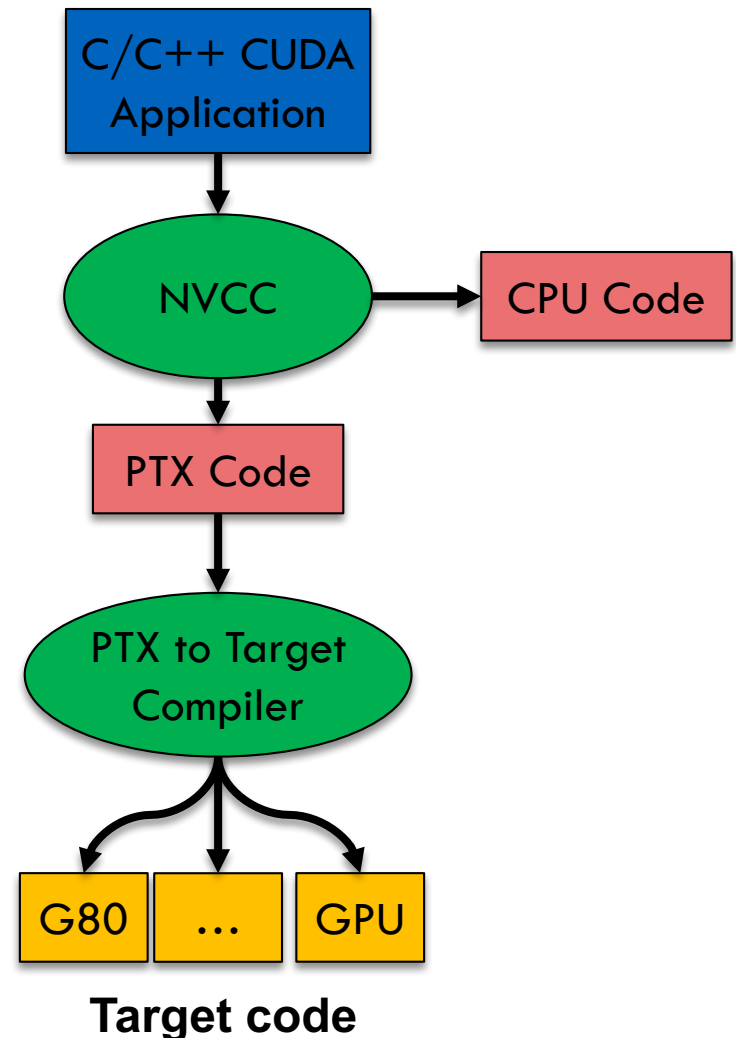 C/C++ CUDA
Application
NVCC
CPU Code
PTX Code
PTX to Target
Compiler
G80
...
GPU
Target code